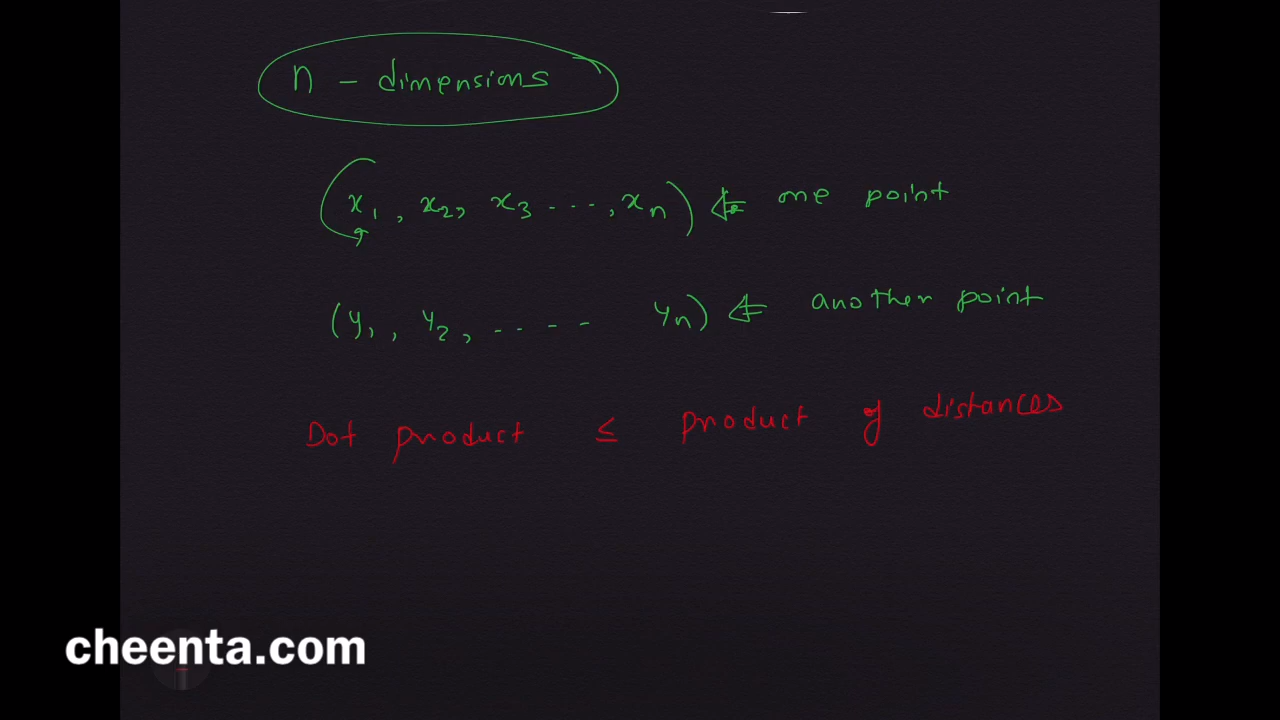 n - dimensions
(x₁, x₂, x₃ ..., xₙ) ⇐ one point
(y₁, y₂, .... yₙ) ⇐ another point
Dot product ≤ product of distances
cheenta.com